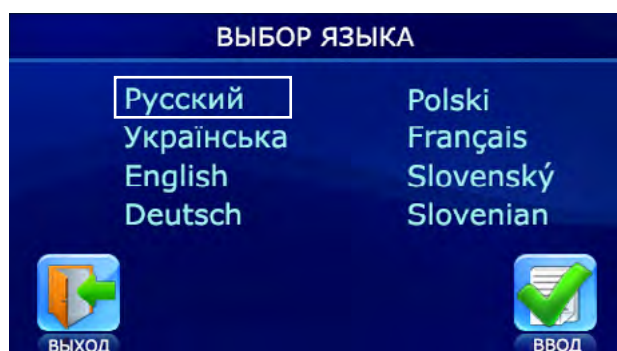 ВЫБОР ЯЗЫКА
Русский
Українська
English
Deutsch
Polski
Français
Slovenský
Slovenian
ВЫХОД
ВВОД